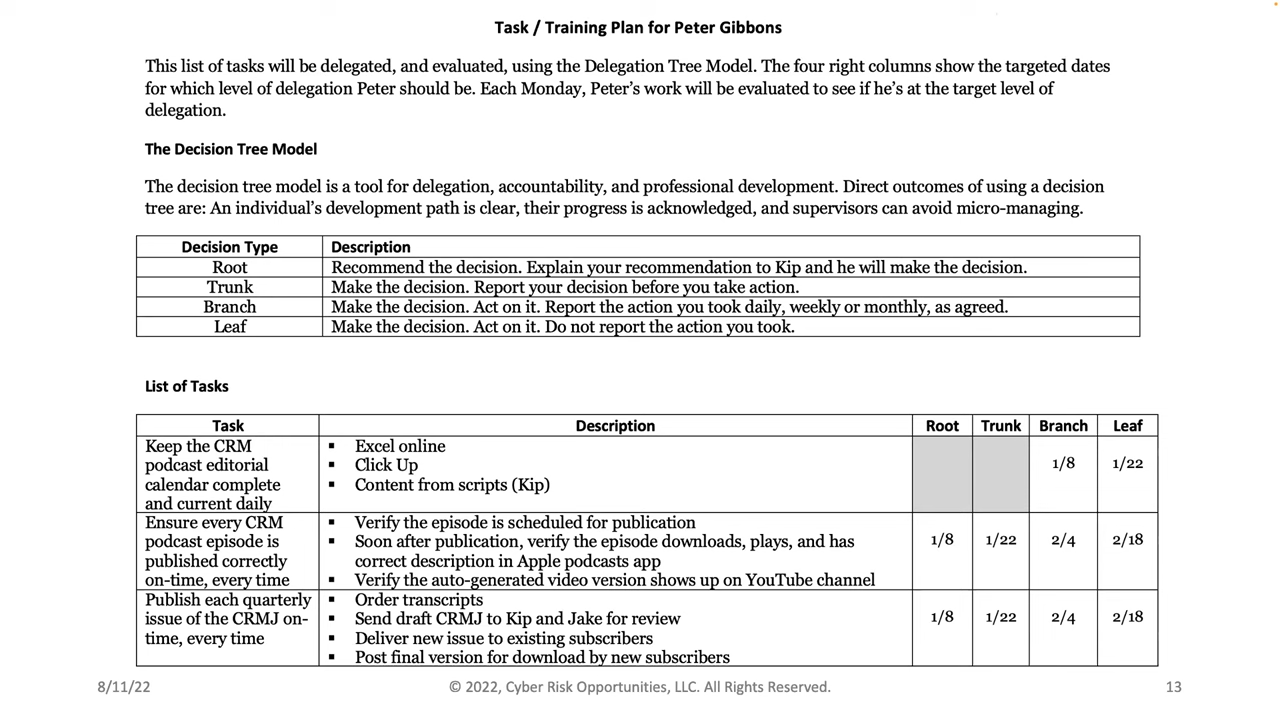 Task / Training Plan for Peter Gibbons
This list of tasks will be delegated, and evaluated, using the Delegation Tree Model. The four right columns show the targeted dates
for which level of delegation Peter should be. Each Monday, Peter’s work will be evaluated to see if he’s at the target level of
delegation.
The Decision Tree Model
The decision tree model is a tool for delegation, accountability, and professional development. Direct outcomes of using a decision
tree are: An individual’s development path is clear, their progress is acknowledged, and supervisors can avoid micro-managing.
Decision Type Description
Root Recommend the decision. Explain your recommendation to Kip and he will make the decision.
Trunk Make the decision. Report your decision before you take action.
Branch Make the decision. Act on it. Report the action you took daily, weekly or monthly, as agreed.
Leaf Make the decision. Act on it. Do not report the action you took.
List of Tasks
Task Description Root Trunk Branch Leaf
Keep the CRM
podcast editorial
calendar complete
and current daily
▪ Excel online
▪ Click Up
▪ Content from scripts (Kip)
1/8 1/22
Ensure every CRM
podcast episode is
published correctly
on-time, every time
▪ Verify the episode is scheduled for publication
▪ Soon after publication, verify the episode downloads, plays, and has
correct description in Apple podcasts app
▪ Verify the auto-generated video version shows up on YouTube channel
1/8 1/22 2/4 2/18
Publish each quarterly
issue of the CRMJ on-
time, every time
▪ Order transcripts
▪ Send draft CRMJ to Kip and Jake for review
▪ Deliver new issue to existing subscribers
▪ Post final version for download by new subscribers
1/8 1/22 2/4 2/18
8/11/22 © 2022, Cyber Risk Opportunities, LLC. All Rights Reserved. 13